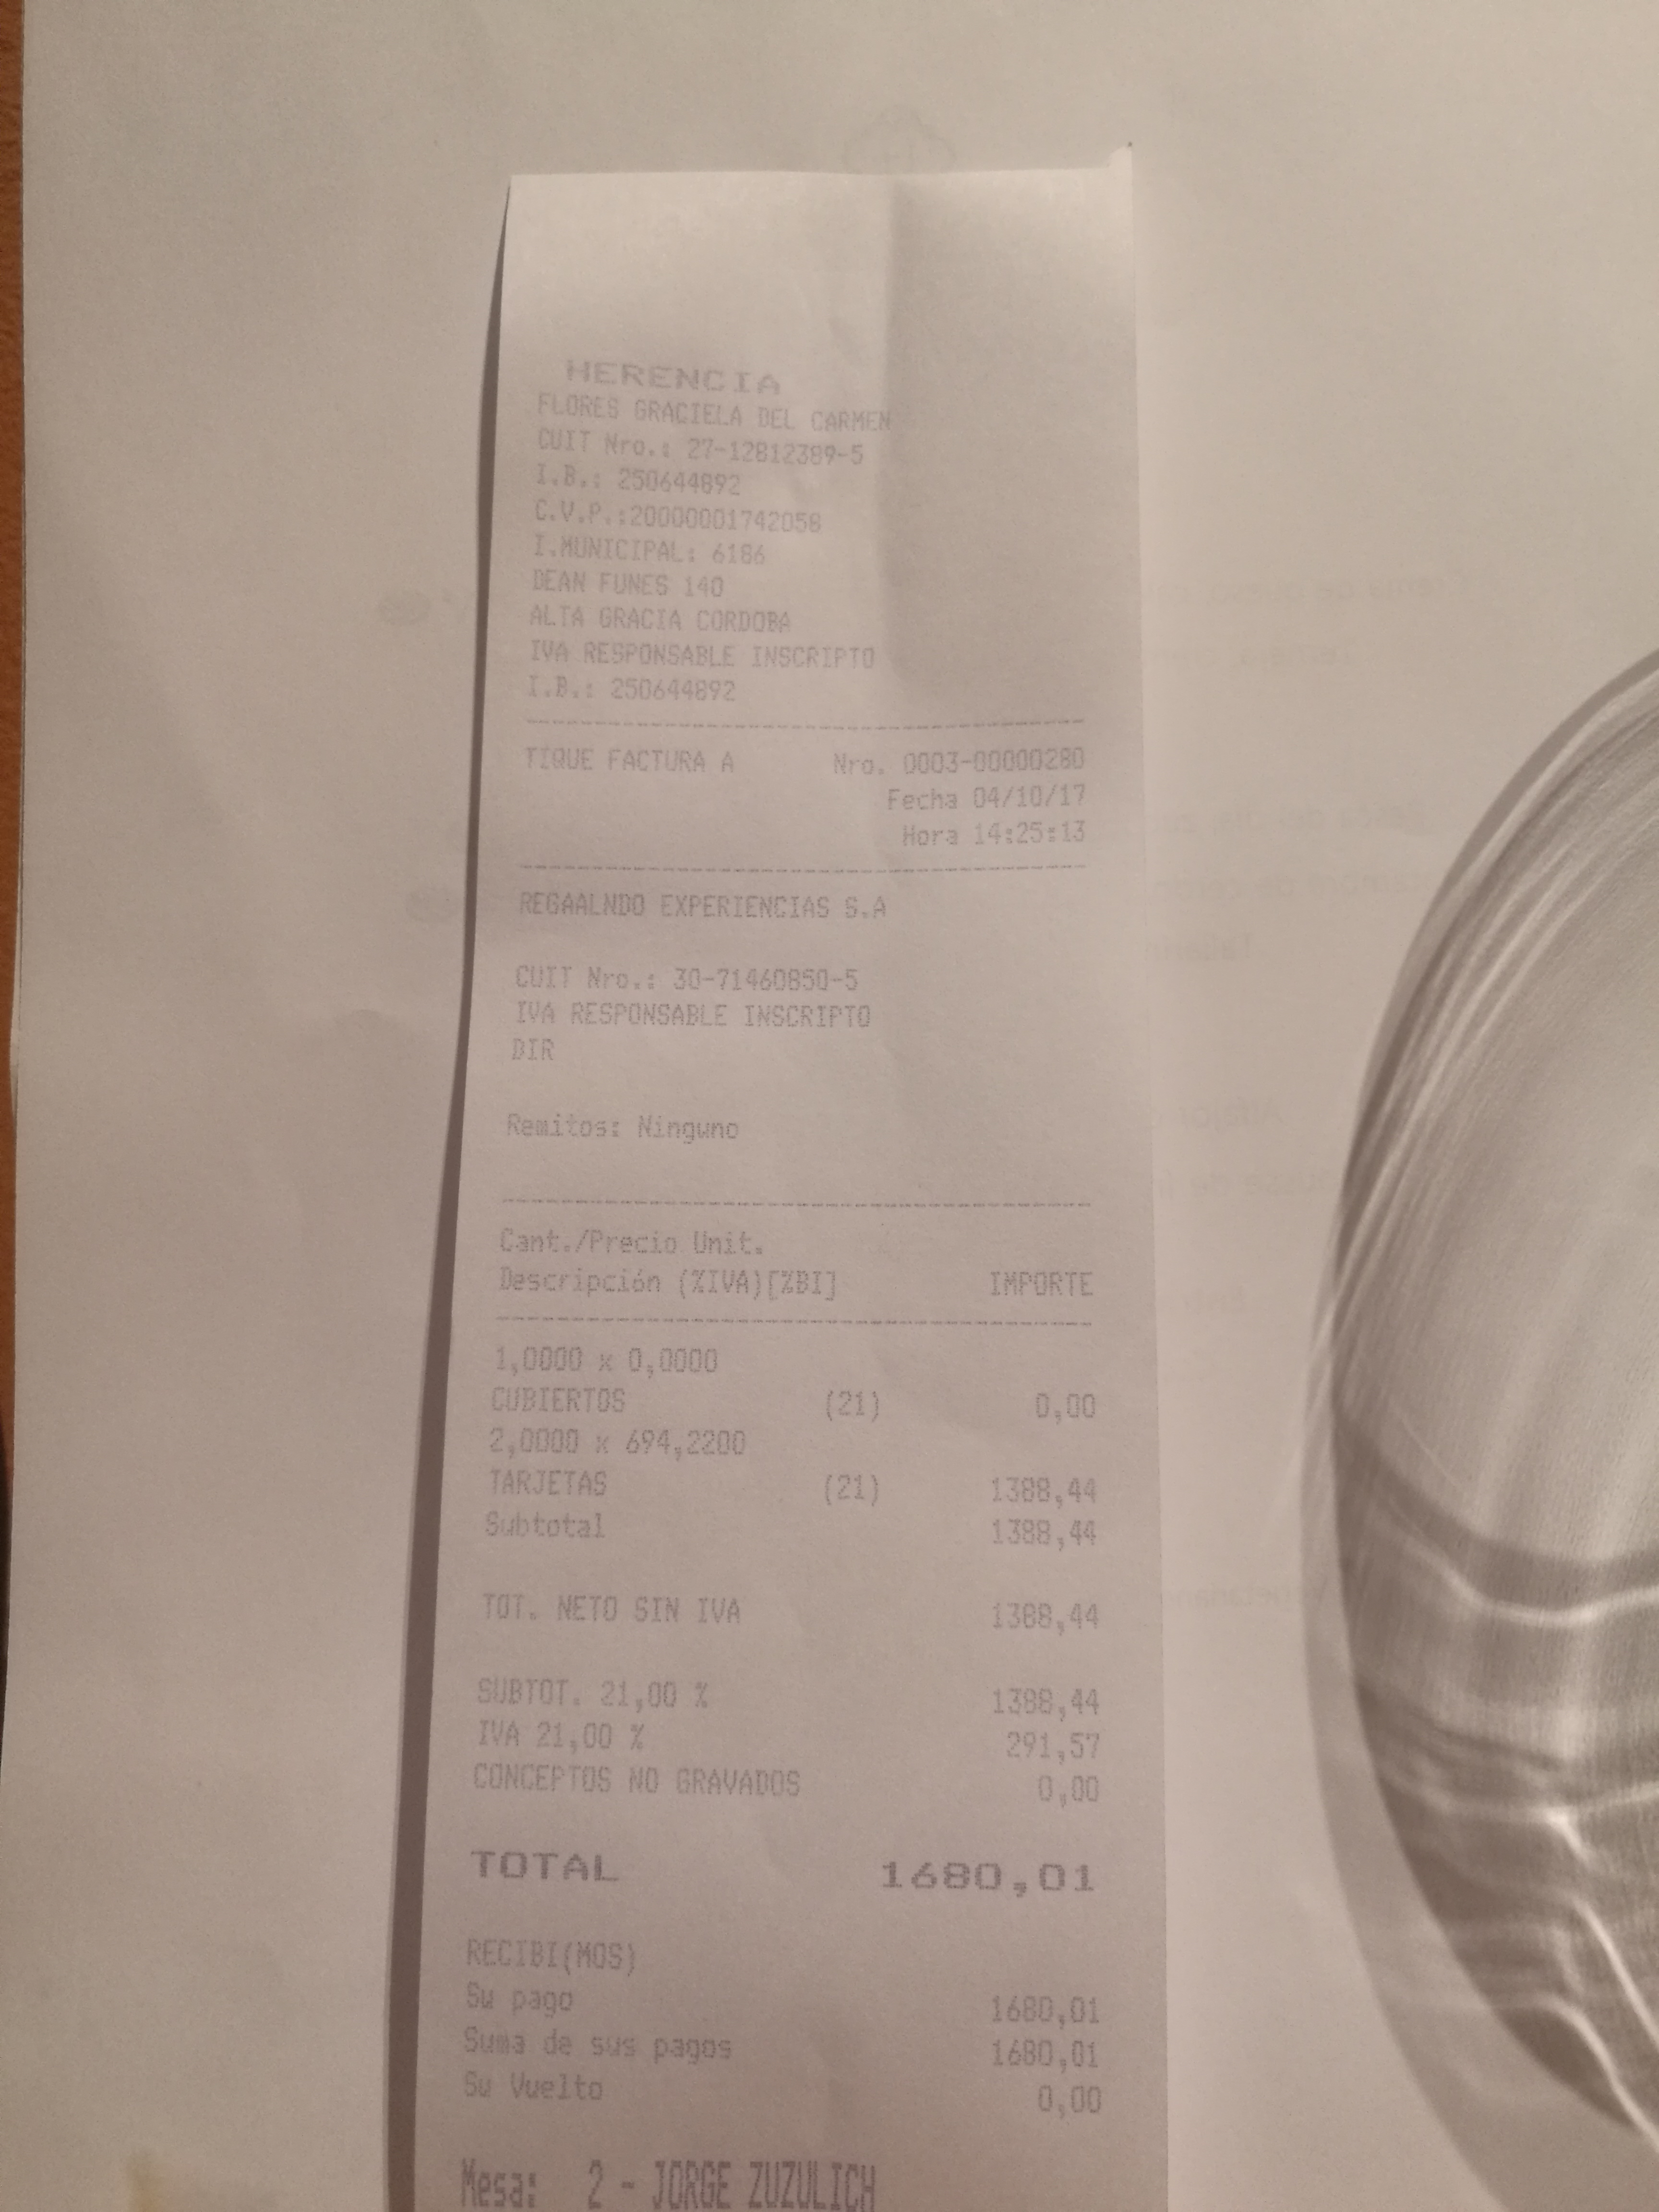 HERENCIA
FLORES GRACIELA DEL CARMEN
CUIT Nro.: 27-12812389-5
I.B.: 250644892
C.V.P.:20000001742058
I.MUNICIPAL: 6186
DEAN FUNES 140
ALTA GRACIA CORDOBA
IVA RESPONSABLE INSCRIPTO
I.B.: 250644892
TIQUE FACTURA A Nro. 0003-00000280
Fecha 04/10/17
Hora 14:25:13
REGAALNDO EXPERIENCIAS S.A
CUIT Nro.: 30-71460850-5
IVA RESPONSABLE INSCRIPTO
DIR
Remitos: Ninguno
Cant./Precio Unit.
Descripción (%IVA)[%BI] IMPORTE
1,0000 x 0,0000
CUBIERTOS (21) 0,00
2,0000 x 694,2200
TARJETAS (21) 1388,44
Subtotal 1388,44
TOT. NETO SIN IVA 1388,44
SUBTOT. 21,00 % 1388,44
IVA 21,00 % 291,57
CONCEPTOS NO GRAVADOS 0,00
TOTAL 1680,01
RECIBI(MOS)
Su pago 1680,01
Suma de sus pagos 1680,01
Su Vuelto 0,00
Mesa: 2 - JORGE ZUZULICH